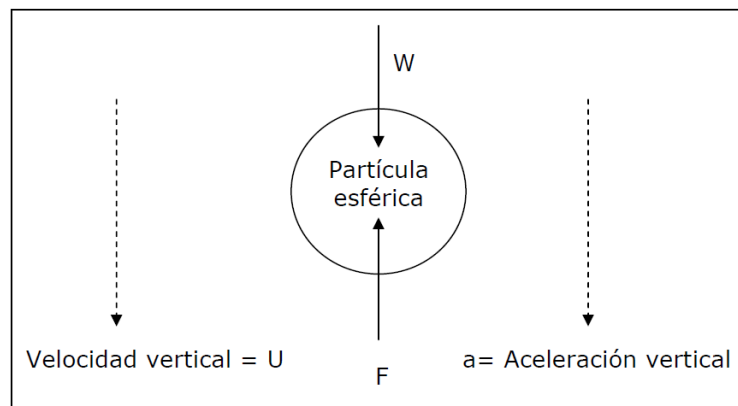 W
Partícula
esférica
Velocidad vertical = U
F
a= Aceleración vertical